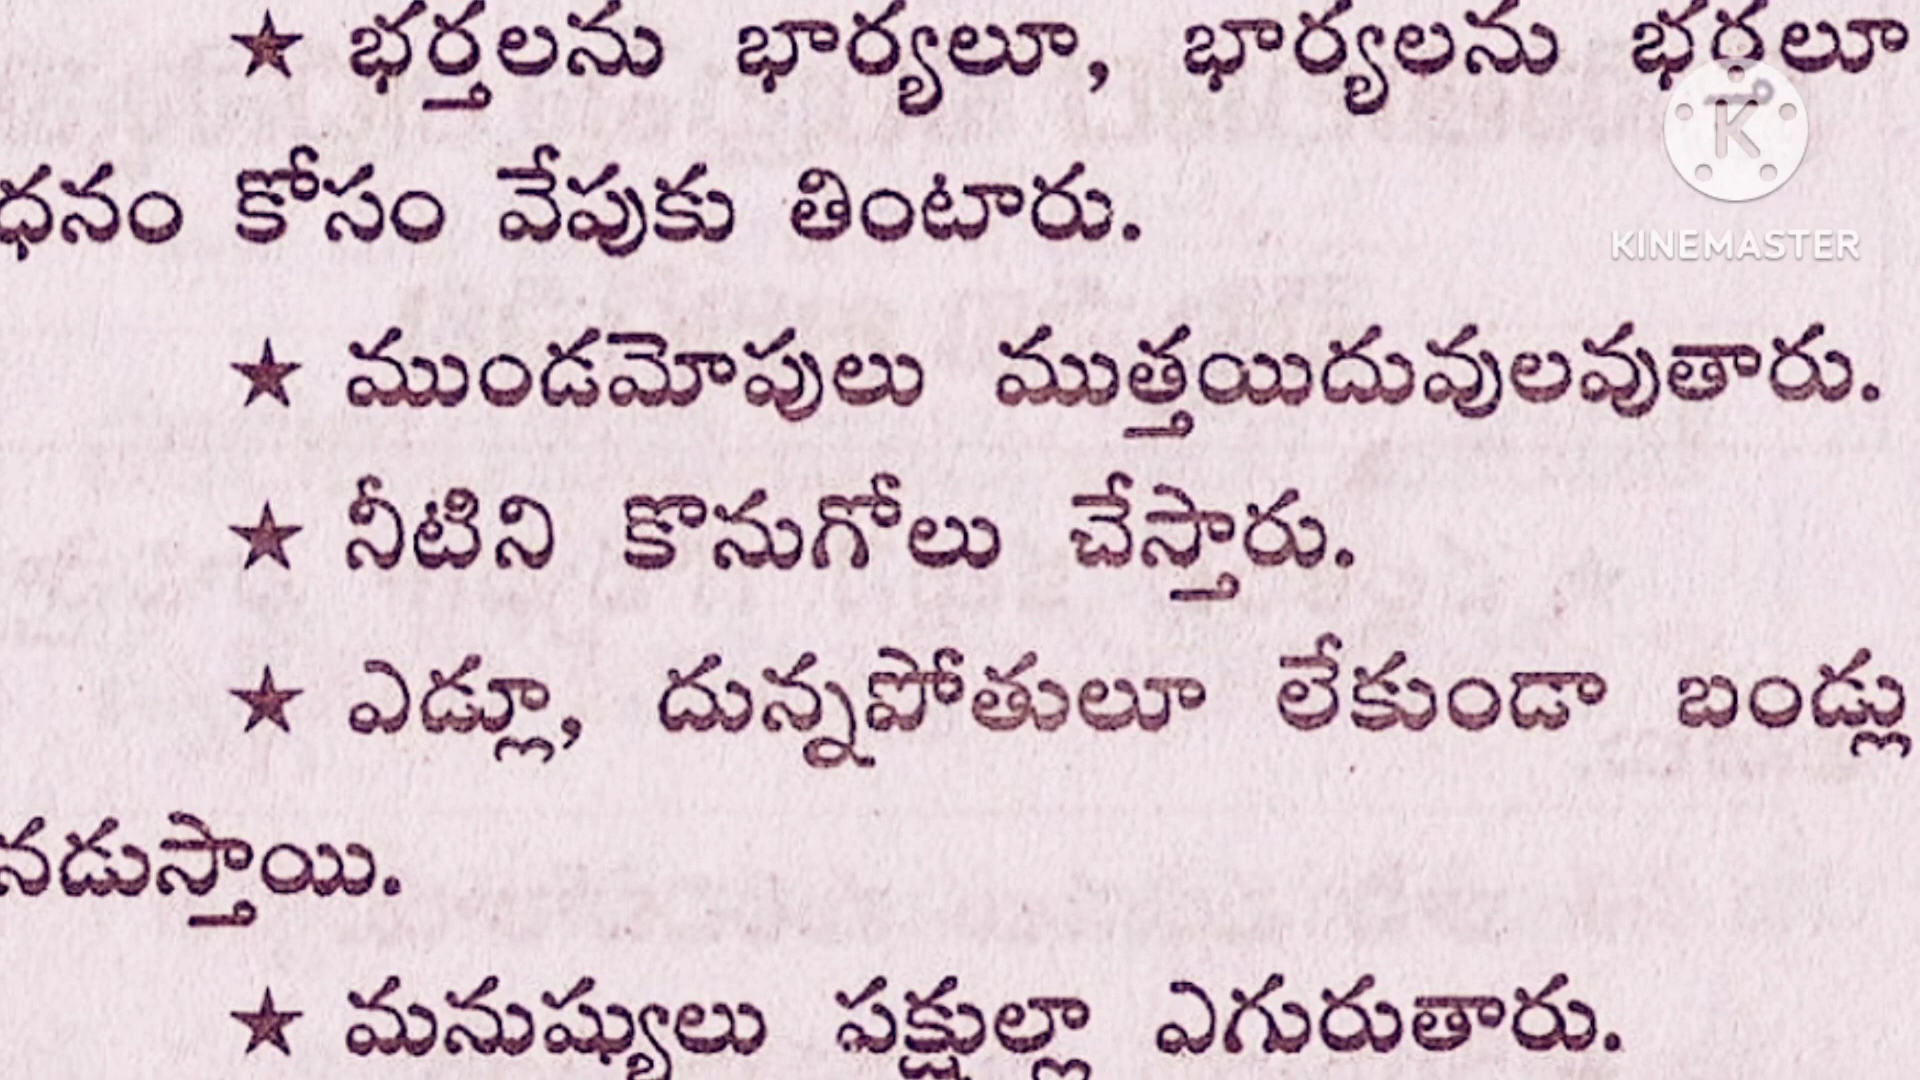 ★ భర్తలను భార్యలూ, భార్యలను భర్తలూ
ధనం కోసం వేపుకు తింటారు.
KINEMASTER
★ ముండమోపులు ముత్తయిదువులవుతారు.
★ నీటిని కొనుగోలు చేస్తారు.
★ ఎడ్లూ, దున్నపోతులూ లేకుండా బండ్లు
నడుస్తాయి.
★ మనుష్యులు పక్షుల్లా ఎగురుతారు.